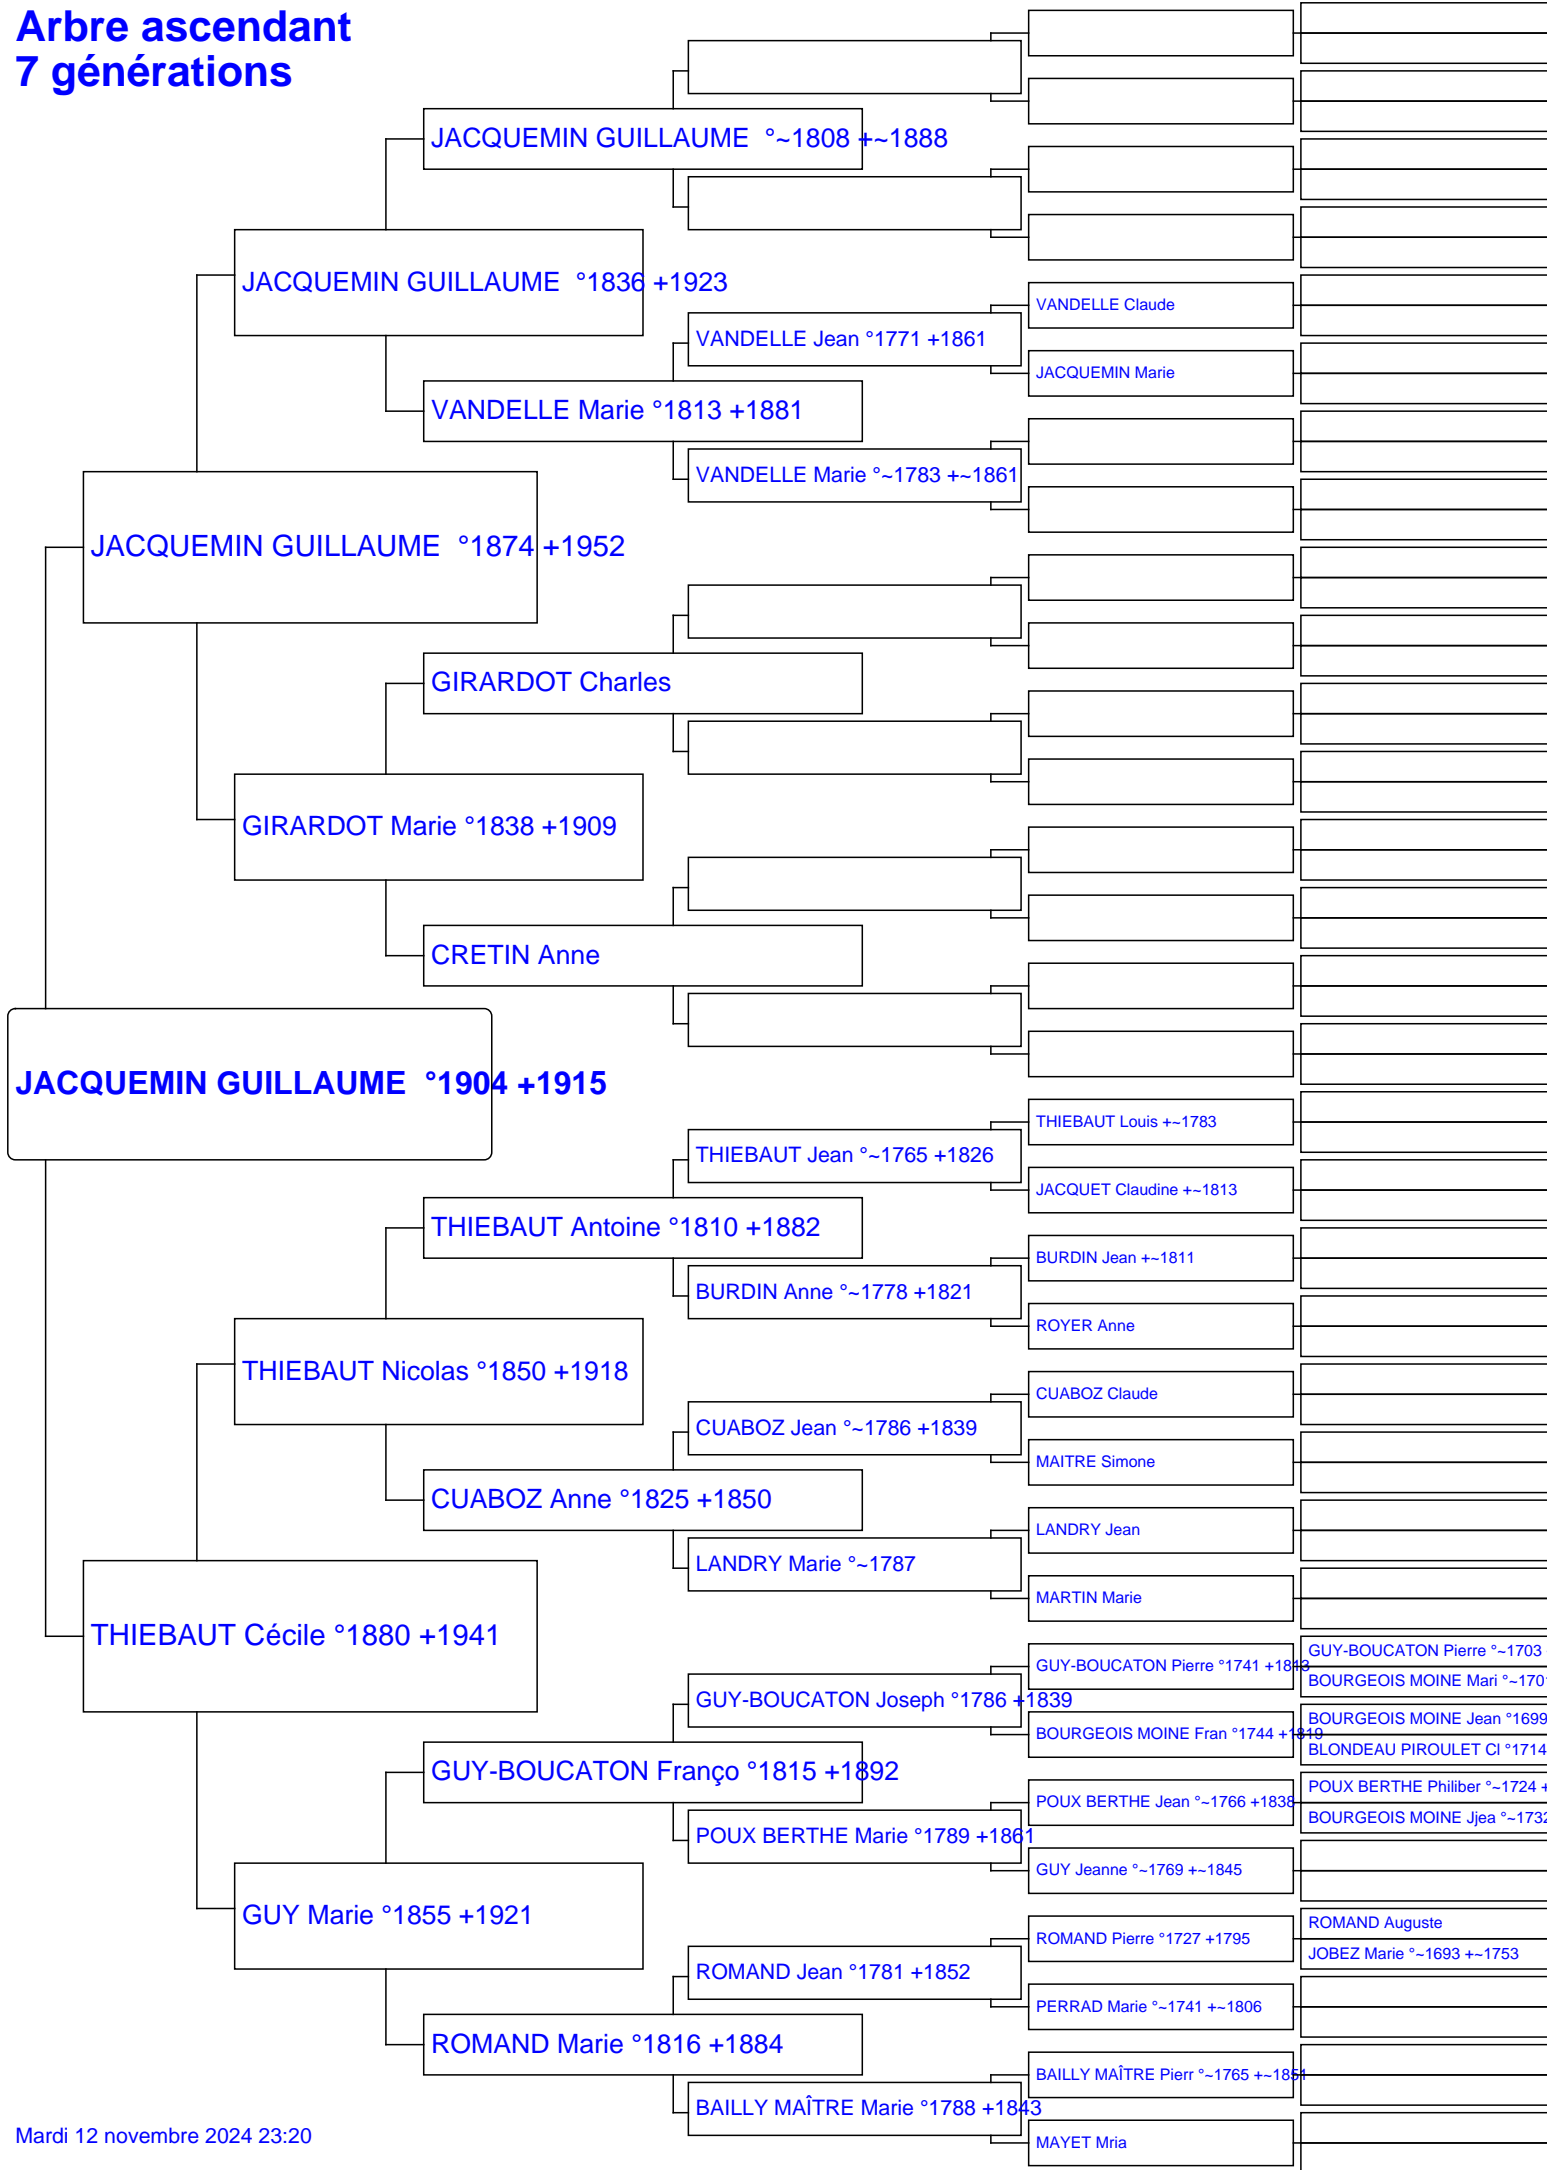 Arbre ascendant
7 générations
JACQUEMIN GUILLAUME  °~1808 +~1888
JACQUEMIN GUILLAUME  °1836 +1923
VANDELLE Claude
VANDELLE Jean °1771 +1861
JACQUEMIN Marie
VANDELLE Marie °1813 +1881
VANDELLE Marie °~1783 +~1861
JACQUEMIN GUILLAUME  °1874 +1952
GIRARDOT Charles
GIRARDOT Marie °1838 +1909
CRETIN Anne
JACQUEMIN GUILLAUME  °1904 +1915
THIEBAUT Louis +~1783
THIEBAUT Jean °~1765 +1826
JACQUET Claudine +~1813
THIEBAUT Antoine °1810 +1882
BURDIN Jean +~1811
BURDIN Anne °~1778 +1821
ROYER Anne
THIEBAUT Nicolas °1850 +1918
CUABOZ Claude
CUABOZ Jean °~1786 +1839
MAITRE Simone
CUABOZ Anne °1825 +1850
LANDRY Jean
LANDRY Marie °~1787
MARTIN Marie
THIEBAUT Cécile °1880 +1941
GUY-BOUCATON Pierre °~1703
GUY-BOUCATON Pierre °1741 +1813
BOURGEOIS MOINE Mari °~1701
GUY-BOUCATON Joseph °1786 +1839
BOURGEOIS MOINE Jean °1699
BOURGEOIS MOINE Fran °1744 +1819
BLONDEAU PIROULET Cl °1714
GUY-BOUCATON Franço °1815 +1892
POUX BERTHE Philiber °~1724 +
POUX BERTHE Jean °~1766 +1838
BOURGEOIS MOINE Jjea °~1732
POUX BERTHE Marie °1789 +1861
GUY Jeanne °~1769 +~1845
GUY Marie °1855 +1921
ROMAND Auguste
ROMAND Pierre °1727 +1795
JOBEZ Marie °~1693 +~1753
ROMAND Jean °1781 +1852
PERRAD Marie °~1741 +~1806
ROMAND Marie °1816 +1884
BAILLY MAÎTRE Pierr °~1765 +~1851
BAILLY MAÎTRE Marie °1788 +1843
MAYET Mria
Mardi 12 novembre 2024 23:20